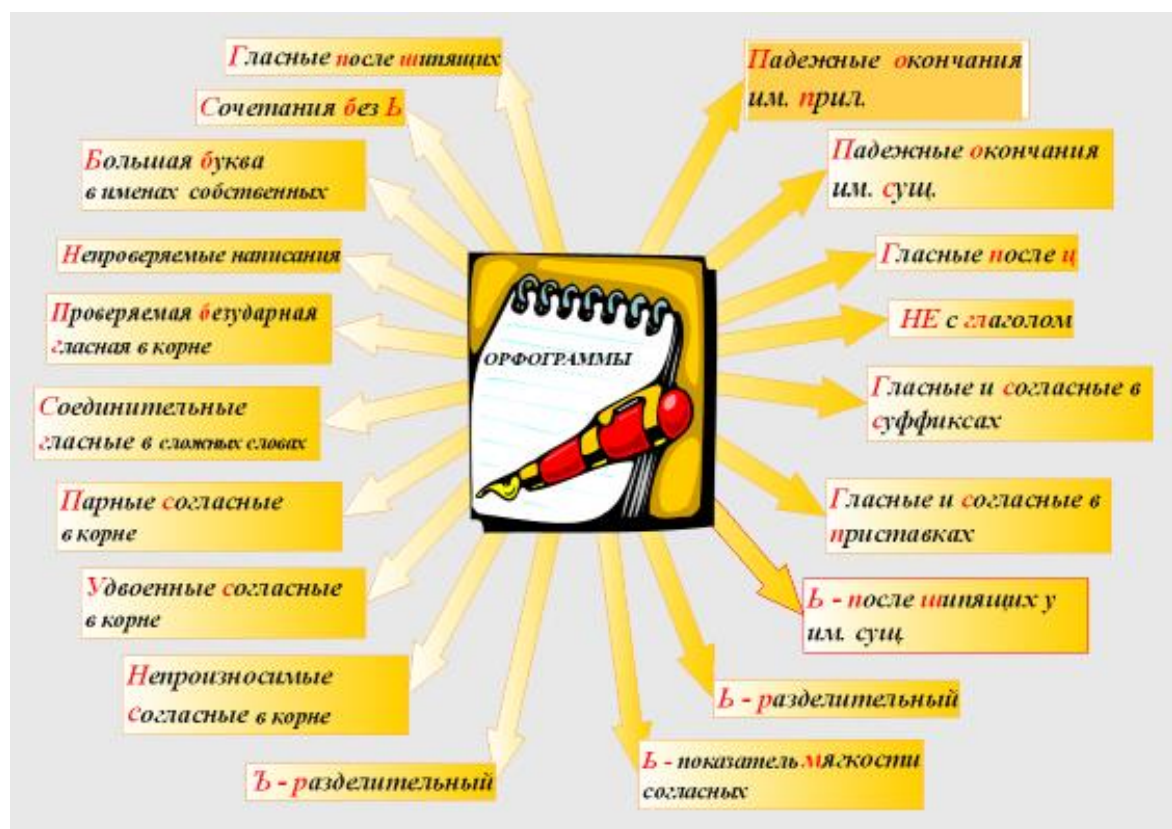 Гласные после шипящих
Сочетания без Ь
Большая буква
в именах собственных
Непроверяемые написания
Проверяемая безударная
гласная в корне
Соединительные
гласные в сложных словах
Парные согласные
в корне
Удвоенные согласные
в корне
Непроизносимые
согласные в корне
Ъ - разделительный
ОРФОГРАММЫ
Падежные окончания
им. прил.
Падежные окончания
им. сущ.
Гласные после ц
НЕ с глаголом
Гласные и согласные в
суффиксах
Гласные и согласные в
приставках
Ь - после шипящих у
им. сущ.
Ь - разделительный
Ь - показатель мягкости
согласных